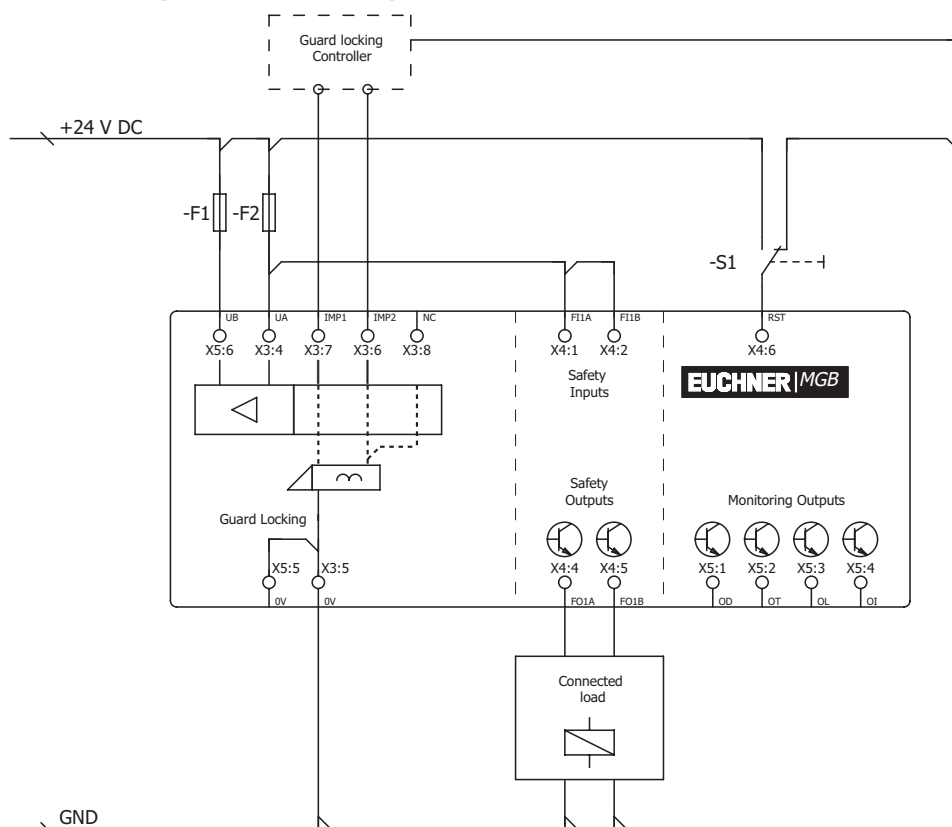 Guard locking
Controller
+24 V DC
-F1
-F2
-S1
UB
UA
IMP1
IMP2
NC
FI1A
FI1B
RST
X5:6
X3:4
X3:7
X3:6
X3:8
X4:1
X4:2
X4:6
Safety
Inputs
EUCHNER MGB
Safety
Outputs
Monitoring Outputs
Guard Locking
X5:5
X3:5
X4:4
X4:5
X5:1
X5:2
X5:3
X5:4
0V
0V
FO1A
FO1B
OD
OT
OL
OI
Connected
load
GND